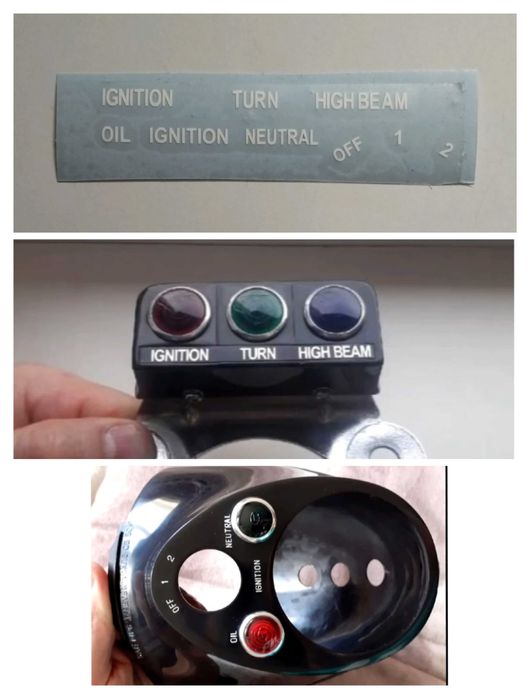 IGNITION TURN HIGH BEAM
OIL IGNITION NEUTRAL OFF 1 2
IGNITION TURN HIGH BEAM
NEUTRAL
IGNITION
OIL
OFF 1 2